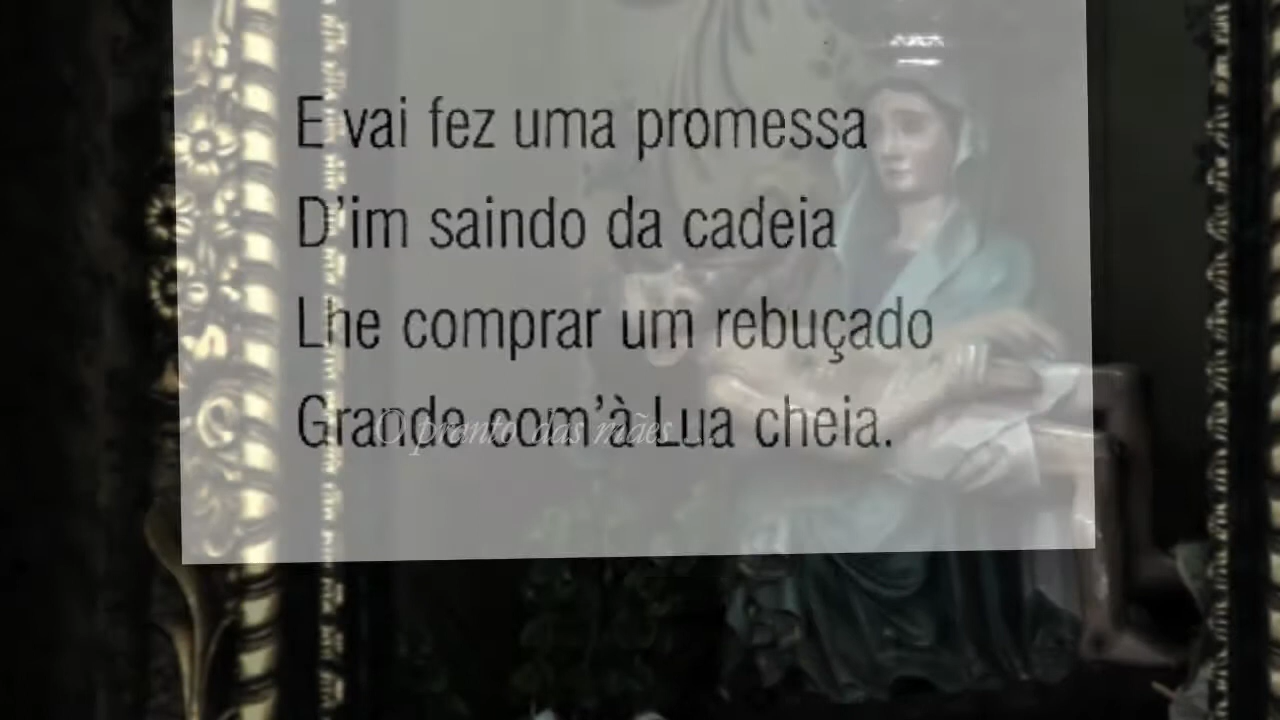 E vai fez uma promessa
D'im saindo da cadeia
Lhe comprar um rebuçado
Grande com'à Lua cheia.
O pranto das mães ...